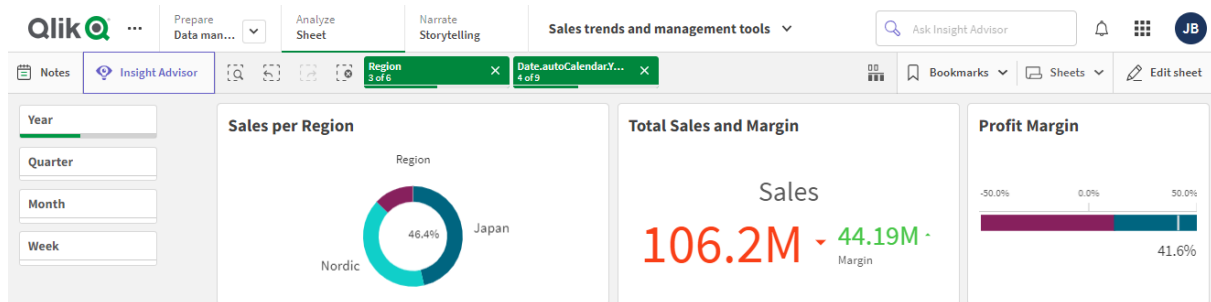 Qlik
Prepare
Data man...
Analyze
Sheet
Narrate
Storytelling
Sales trends and management tools
Ask Insight Advisor
JB
Notes
Insight Advisor
Region
3 of 6
Date.autoCalendar.Y...
4 of 9
Bookmarks
Sheets
Edit sheet
Year
Quarter
Month
Week
Sales per Region
Region
46.4%
Japan
Nordic
Total Sales and Margin
Sales
106.2M
44.19M
Margin
Profit Margin
-50.0% 0.0% 50.0%
41.6%